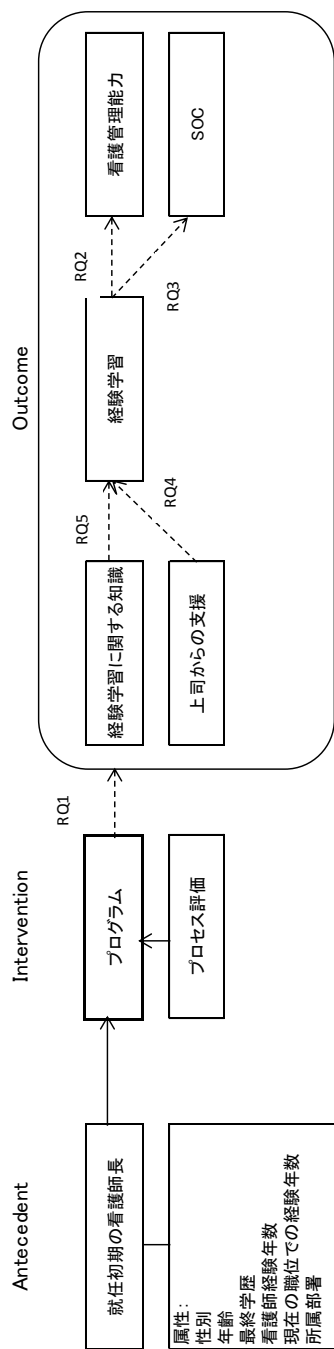 Antecedent
Intervention
Outcome
就任初期の看護師長
属性：
性別
年齢
最終学歴
看護師経験年数
現在の職位での経験年数
所属部署
プログラム
プロセス評価
RQ1
経験学習に関する知識
上司からの支援
RQ5
RQ4
経験学習
RQ2
RQ3
看護管理能力
SOC